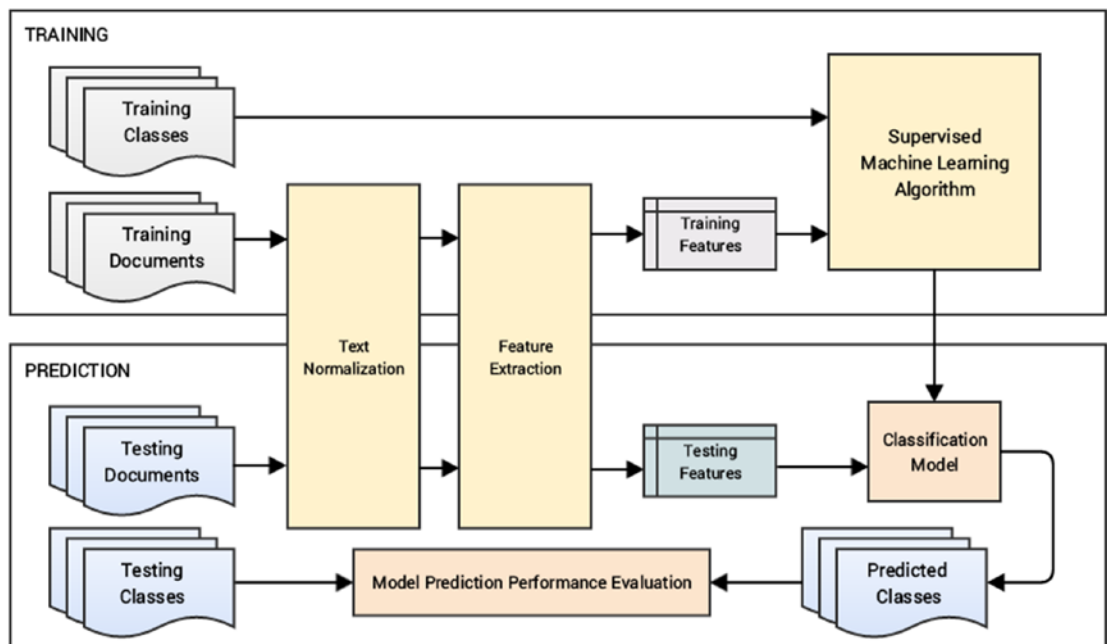 TRAINING
Training
Classes
Supervised
Machine Learning
Algorithm
Training
Documents
Training
Features
Text
Normalization
Feature
Extraction
PREDICTION
Testing
Documents
Testing
Features
Classification
Model
Testing
Classes
Model Prediction Performance Evaluation
Predicted
Classes